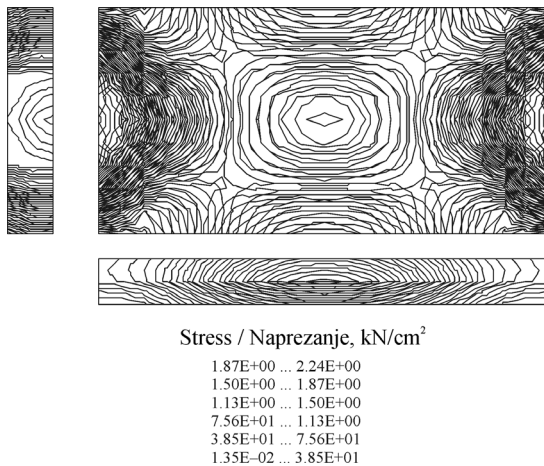 Stress / Naprezanje, kN/cm²
1.87E+00 ... 2.24E+00
1.50E+00 ... 1.87E+00
1.13E+00 ... 1.50E+00
7.56E+01 ... 1.13E+00
3.85E+01 ... 7.56E+01
1.35E–02 ... 3.85E+01